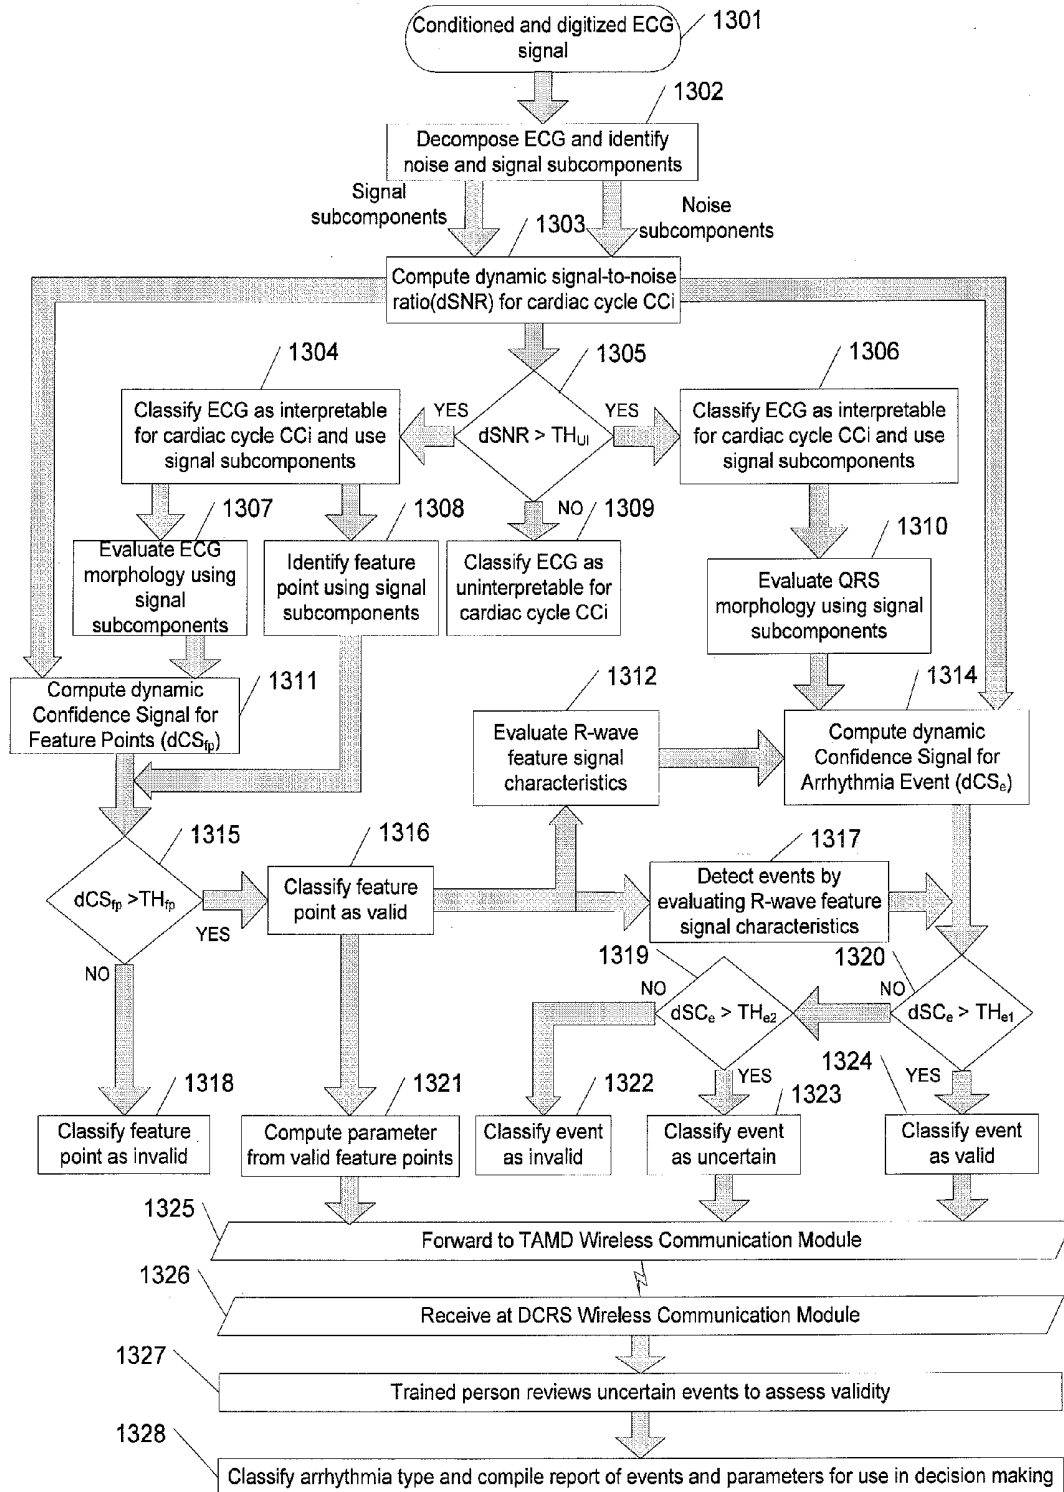 Conditioned and digitized ECG
signal
1301
1302
Decompose ECG and identify
noise and signal subcomponents
Signal
subcomponents
Noise
subcomponents
1303
Compute dynamic signal-to-noise
ratio(dSNR) for cardiac cycle CCi
1304
1305
1306
Classify ECG as interpretable
for cardiac cycle CCi and use
signal subcomponents
YES
dSNR > TH_UI
YES
Classify ECG as interpretable
for cardiac cycle CCi and use
signal subcomponents
NO
1307
1308
1309
1310
Evaluate ECG
morphology using
signal
subcomponents
Identify feature
point using signal
subcomponents
Classify ECG as
uninterpretable for
cardiac cycle CCi
Evaluate QRS
morphology using signal
subcomponents
1311
1312
1314
Compute dynamic
Confidence Signal for
Feature Points (dCS_fp)
Evaluate R-wave
feature signal
characteristics
Compute dynamic
Confidence Signal for
Arrhythmia Event (dCS_e)
1315
1316
1317
dCS_fp >TH_fp
YES
Classify feature
point as valid
Detect events by
evaluating R-wave feature
signal characteristics
NO
1319
1320
NO
dSC_e > TH_e2
NO
dSC_e > TH_e1
1318
1321
1322
YES
1323
1324
YES
Classify feature
point as invalid
Compute parameter
from valid feature points
Classify event
as invalid
Classify event
as uncertain
Classify event
as valid
1325
Forward to TAMD Wireless Communication Module
1326
Receive at DCRS Wireless Communication Module
1327
Trained person reviews uncertain events to assess validity
1328
Classify arrhythmia type and compile report of events and parameters for use in decision making